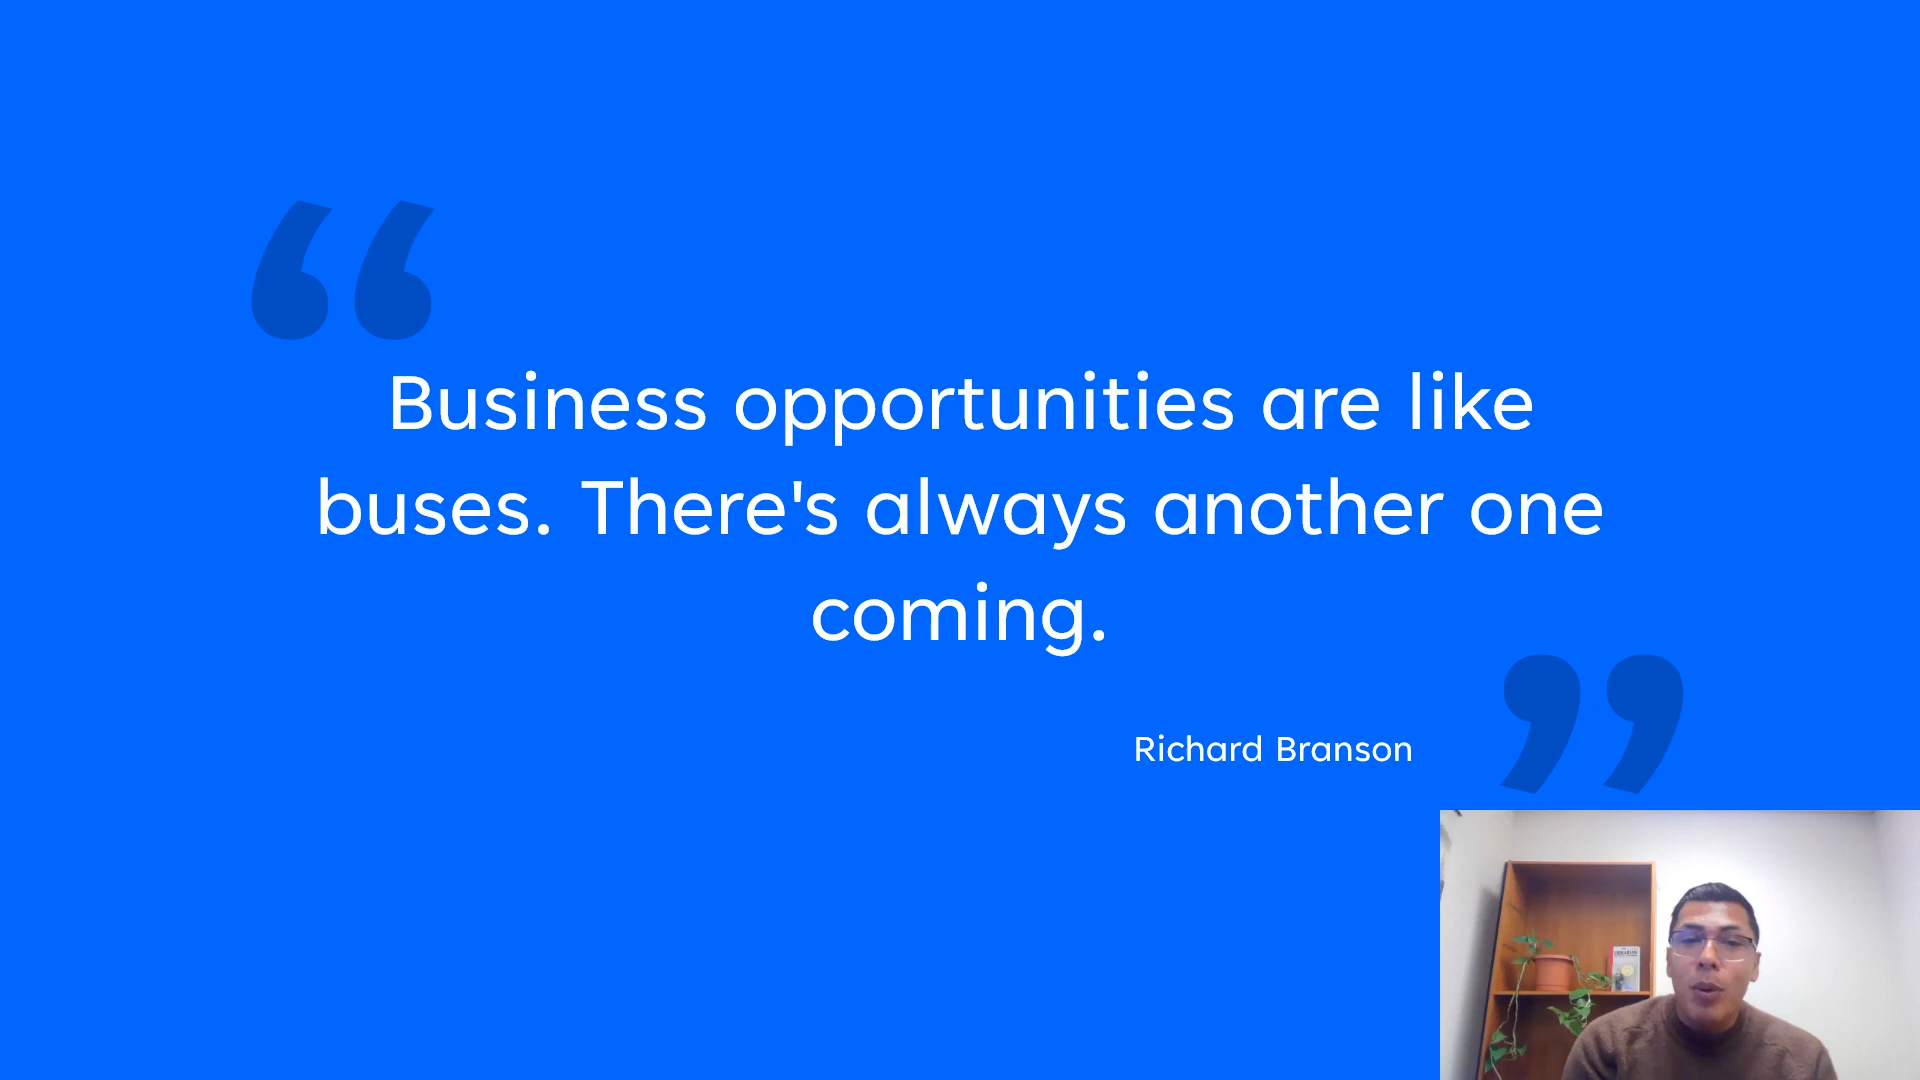 Business opportunities are like
buses. There's always another one
coming.
Richard Branson